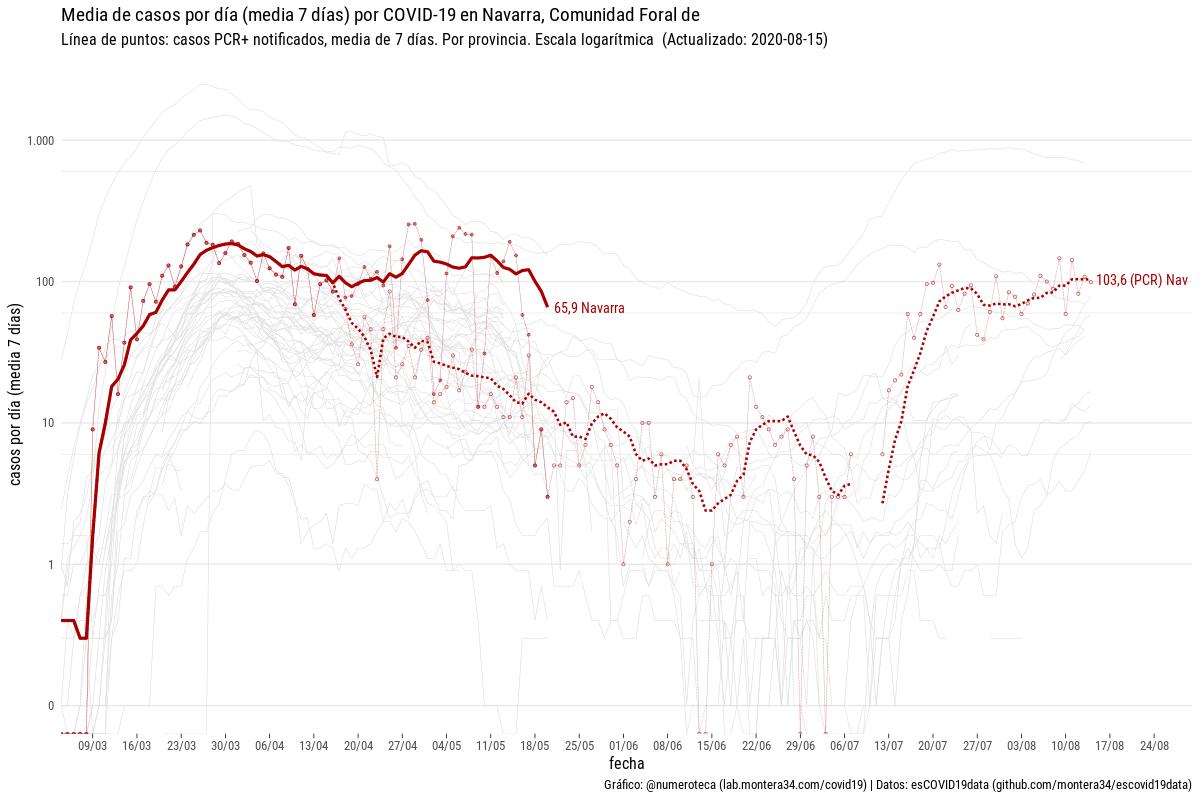 Media de casos por día (media 7 días) por COVID-19 en Navarra, Comunidad Foral de
Línea de puntos: casos PCR+ notificados, media de 7 días. Por provincia. Escala logarítmica (Actualizado: 2020-08-15)
casos por día (media 7 días)
1.000
100
10
1
0
65,9 Navarra
103,6 (PCR) Nav
09/03 16/03 23/03 30/03 06/04 13/04 20/04 27/04 04/05 11/05 18/05 25/05 01/06 08/06 15/06 22/06 29/06 06/07 13/07 20/07 27/07 03/08 10/08 17/08 24/08
fecha
Gráfico: @numeroteca (lab.montera34.com/covid19) | Datos: esCOVID19data (github.com/montera34/escovid19data)